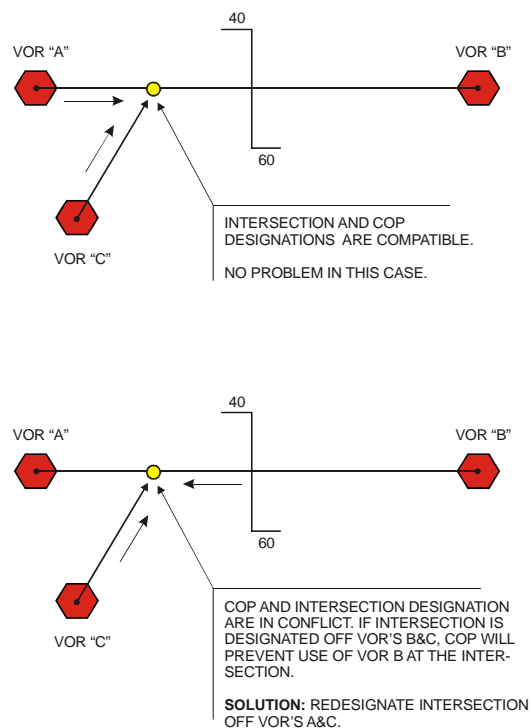 40
VOR “A”
VOR “B”
60
INTERSECTION AND COP
DESIGNATIONS ARE COMPATIBLE.
NO PROBLEM IN THIS CASE.
VOR “C”
40
VOR “A”
VOR “B”
60
COP AND INTERSECTION DESIGNATION
ARE IN CONFLICT. IF INTERSECTION IS
DESIGNATED OFF VOR'S B&C, COP WILL
PREVENT USE OF VOR B AT THE INTER-
SECTION.
SOLUTION: REDESIGNATE INTERSECTION
OFF VOR'S A&C.
VOR “C”